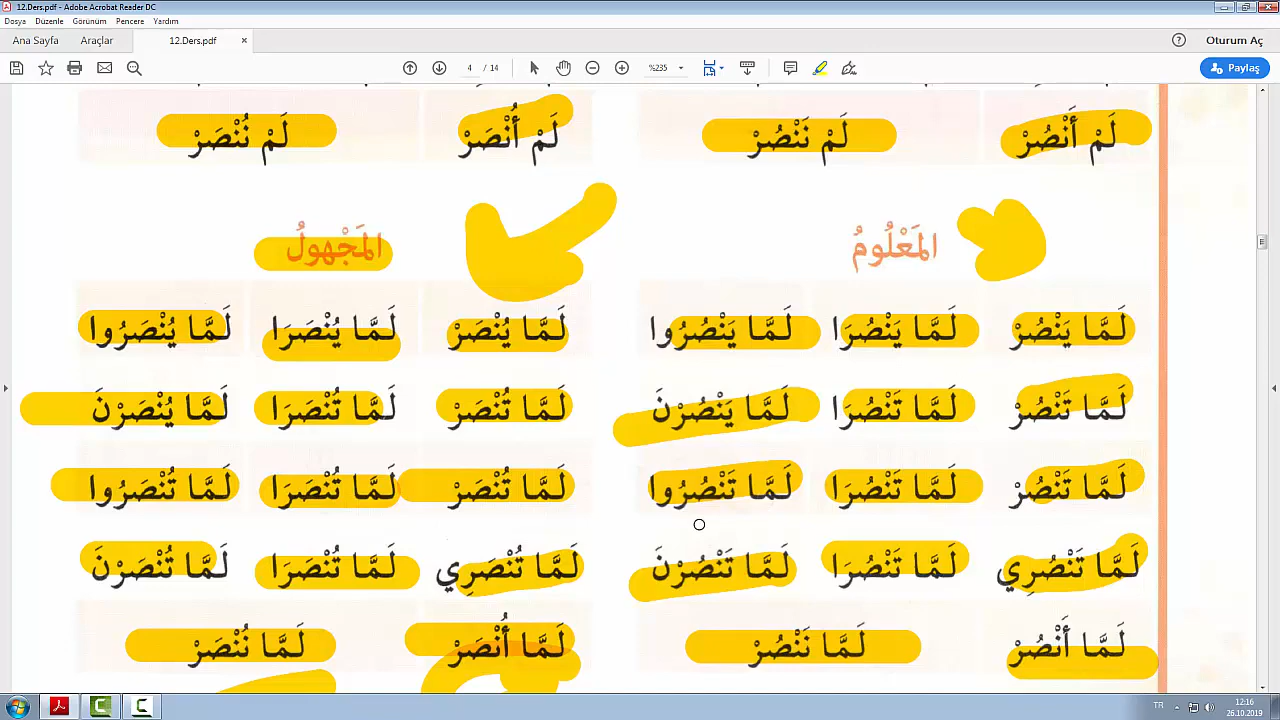 12.Ders.pdf - Adobe Acrobat Reader DC
Dosya Düzenle Görünüm Pencere Yardım
Ana Sayfa Araçlar 12.Ders.pdf × Oturum Aç
4 / 14 %235 Paylaş
لَمْ أَنْصُرْ لَمْ نَنْصُرْ لَمْ أُنْصَرْ لَمْ نُنْصَرْ
المَعْلُومُ المَجْهولُ
لَمَّا يَنْصُرْ لَمَّا يَنْصُرَا لَمَّا يَنْصُرُوا لَمَّا يُنْصَرْ لَمَّا يُنْصَرَا لَمَّا يُنْصَرُوا
لَمَّا تَنْصُرْ لَمَّا تَنْصُرَا لَمَّا يَنْصُرْنَ لَمَّا تُنْصَرْ لَمَّا تُنْصَرَا لَمَّا يُنْصَرْنَ
لَمَّا تَنْصُرْ لَمَّا تَنْصُرَا لَمَّا تَنْصُرُوا لَمَّا تُنْصَرْ لَمَّا تُنْصَرَا لَمَّا تُنْصَرُوا
لَمَّا تَنْصُرِي لَمَّا تَنْصُرَا لَمَّا تَنْصُرْنَ لَمَّا تُنْصَرِي لَمَّا تُنْصَرَا لَمَّا تُنْصَرْنَ
لَمَّا أَنْصُرْ لَمَّا نَنْصُرْ لَمَّا أُنْصَرْ لَمَّا نُنْصَرْ
TR 12:16
26.10.2019